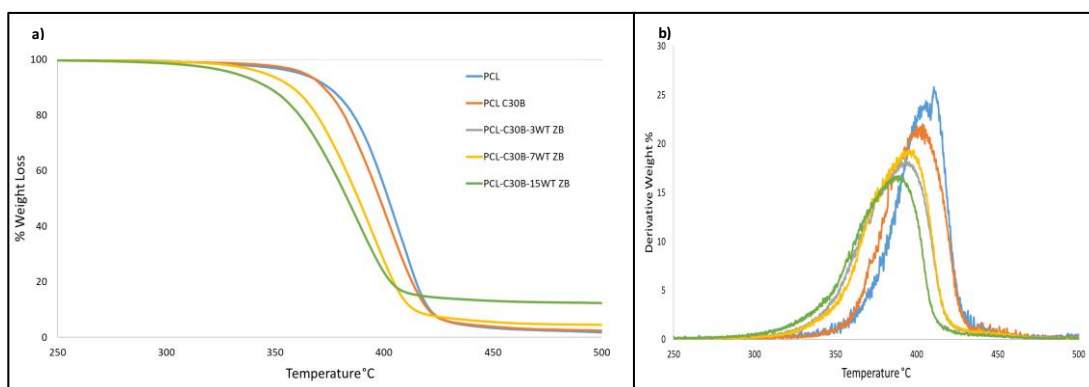 a)
100
80
60
40
20
0
% Weight Loss
250 300 350 400 450 500
Temperature °C
PCL
PCL C30B
PCL-C30B-3WT ZB
PCL-C30B-7WT ZB
PCL-C30B-15WT ZB
b)
30
25
20
15
10
5
0
Derivative Weight %
250 300 350 400 450 500
Temperature °C